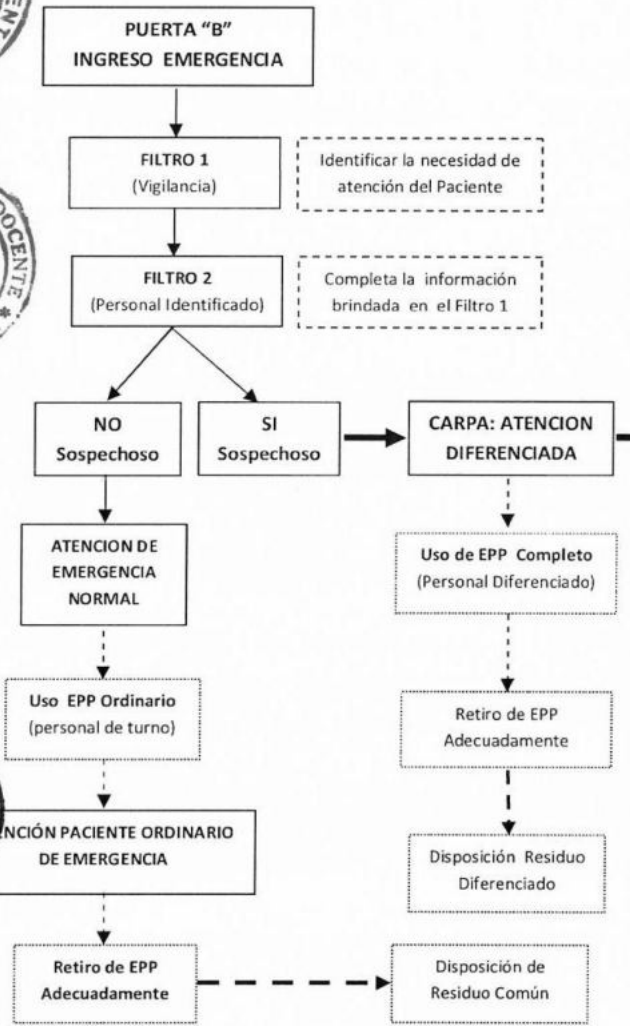 PUERTA “B”
INGRESO EMERGENCIA
FILTRO 1
(Vigilancia)
Identificar la necesidad de
atención del Paciente
FILTRO 2
(Personal Identificado)
Completa la información
brindada en el Filtro 1
NO
Sospechoso
SI
Sospechoso
CARPA: ATENCION
DIFERENCIADA
ATENCION DE
EMERGENCIA
NORMAL
Uso de EPP Completo
(Personal Diferenciado)
Uso EPP Ordinario
(personal de turno)
Retiro de EPP
Adecuadamente
NCIÓN PACIENTE ORDINARIO
DE EMERGENCIA
Disposición Residuo
Diferenciado
Retiro de EPP
Adecuadamente
Disposición de
Residuo Común
DOCENTE